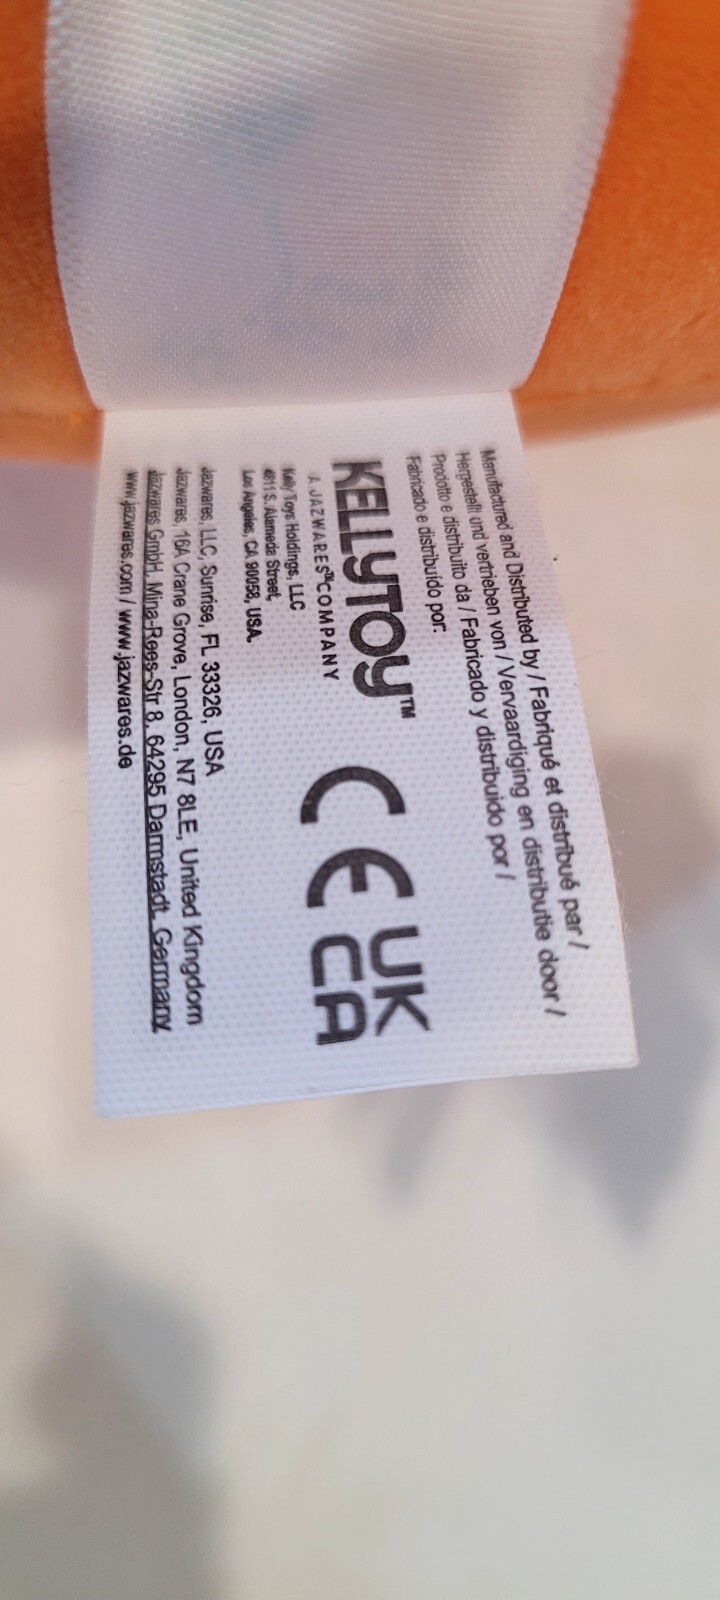 Manufactured and Distributed by / Fabriqué et distribué par /
Hergestellt und vertrieben von / Vervaardiging en distributie door /
Prodotto e distribuito da / Fabricado y distribuido por /
Fabricado e distribuído por:
KELLYTOY™
A JAZWARES™ COMPANY
Kelly Toys Holdings, LLC
4811 S. Alameda Street,
Los Angeles, CA 90058, USA.
CE
UK
CA
Jazwares, LLC, Sunrise, FL 33326, USA
Jazwares, 16A Crane Grove, London, N7 8LE, United Kingdom
Jazwares GmbH, Mina-Rees-Str 8, 64295 Darmstadt, Germany.
www.jazwares.com / www.jazwares.de